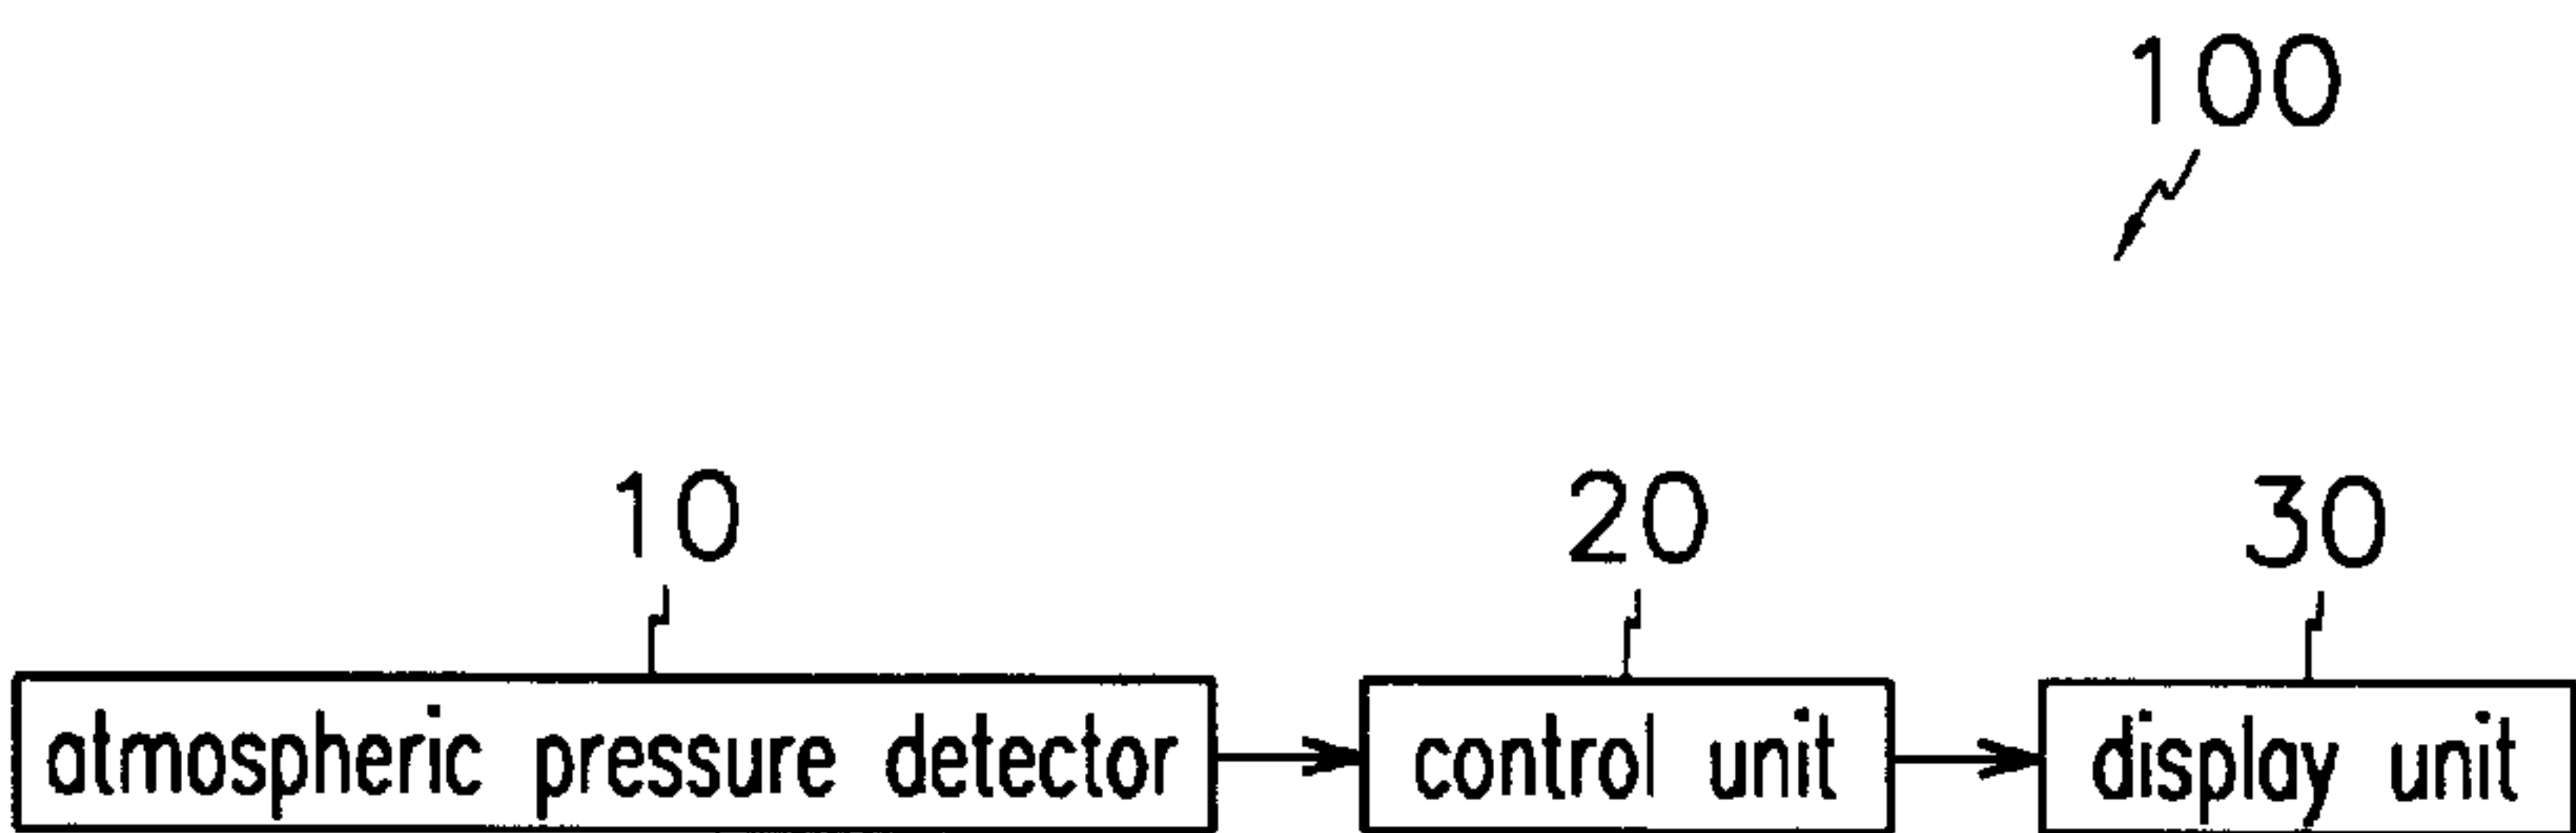 100
10 20 30
atmospheric pressure detector control unit display unit